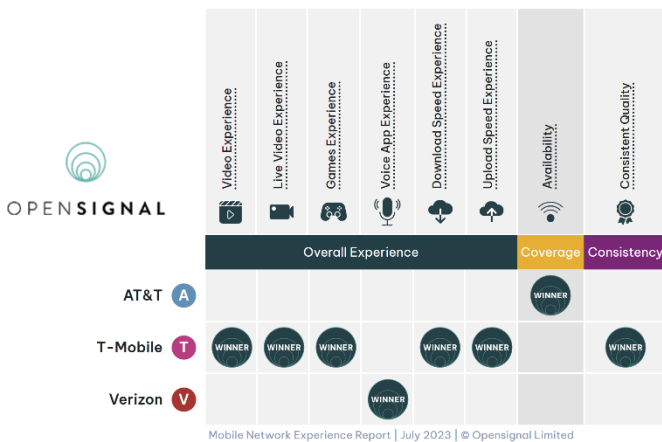 OPENSIGNAL
Video Experience
Live Video Experience
Games Experience
Voice App Experience
Download Speed Experience
Upload Speed Experience
Availability
Consistent Quality
Overall Experience Coverage Consistency
AT&T A WINNER
T-Mobile T WINNER WINNER WINNER WINNER WINNER WINNER
Verizon V WINNER
Mobile Network Experience Report | July 2023 | © Opensignal Limited